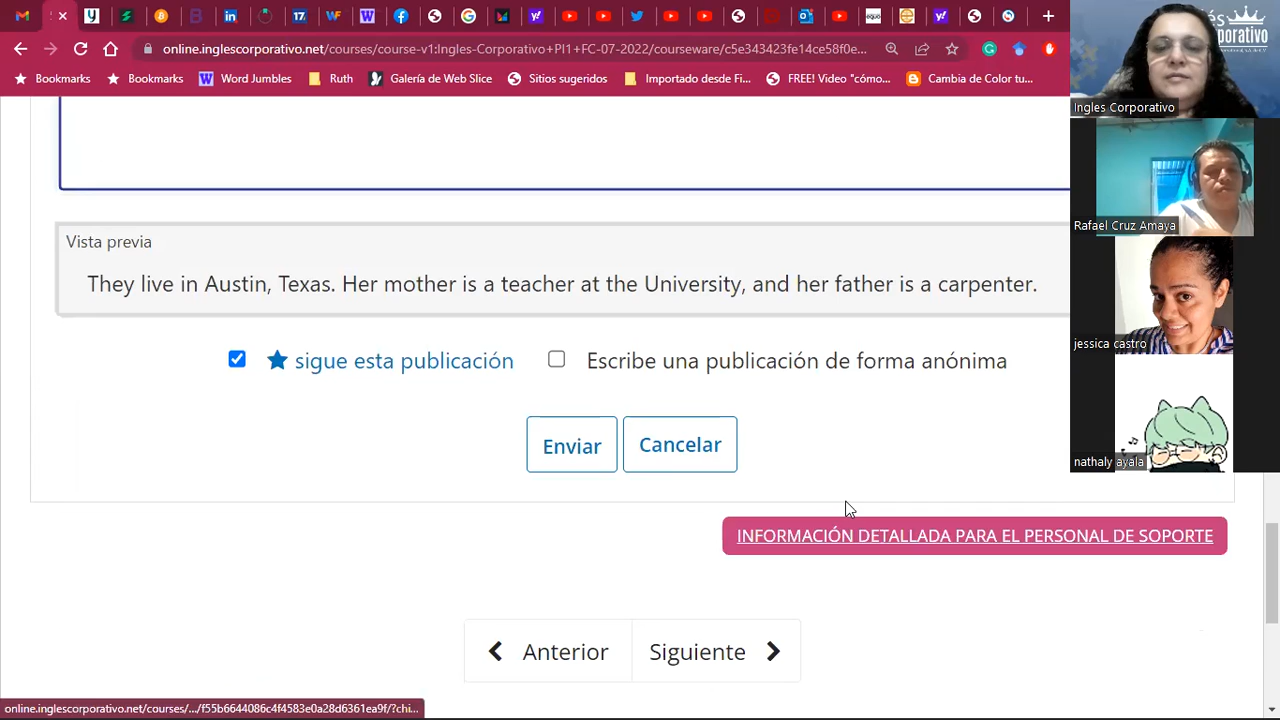 online.inglescorporativo.net/courses/course-v1:Ingles-Corporativo+PI1+FC-07-2022/courseware/c5e343423fe14ce58f0e...
Bookmarks Bookmarks Word Jumbles Ruth Galería de Web Slice Sitios sugeridos Importado desde Fi... FREE! Video "cómo... Cambia de Color tu...
Ingles Corporativo
Rafael Cruz Amaya
jessica castro
nathaly ayala
Vista previa
They live in Austin, Texas. Her mother is a teacher at the University, and her father is a carpenter.
sigue esta publicación Escribe una publicación de forma anónima
Enviar Cancelar
INFORMACIÓN DETALLADA PARA EL PERSONAL DE SOPORTE
Anterior Siguiente
online.inglescorporativo.net/courses/.../f55b6644086c4f4583e0a28d6361ea9f/?chi...